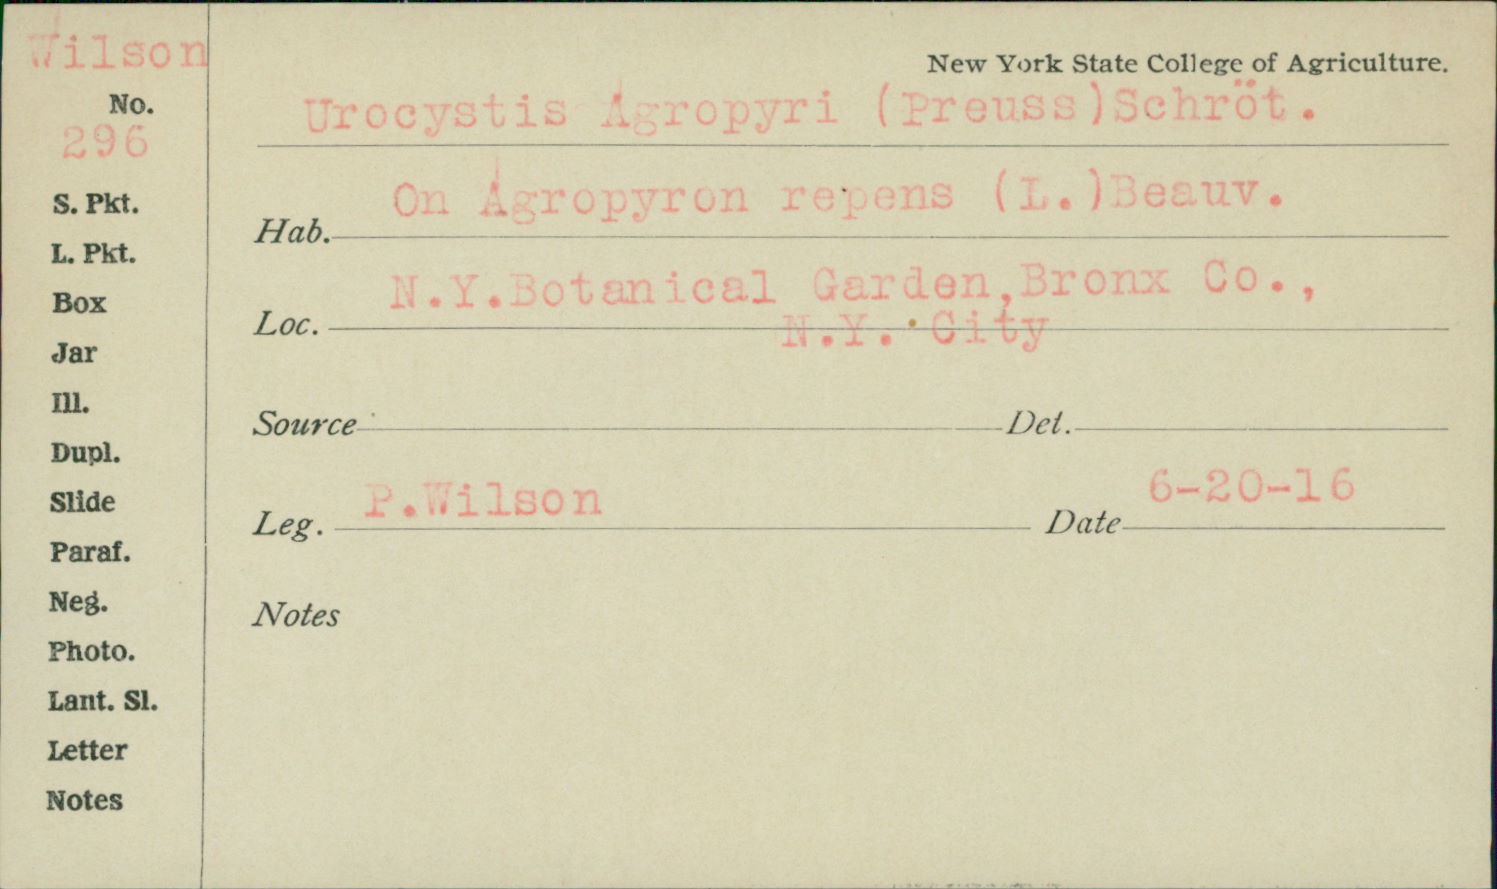 Wilson
New York State College of Agriculture.
No.
296
Urocystis Agropyri (Preuss)Schröt.
S. Pkt.
Hab. On Agropyron repens (L.)Beauv.
L. Pkt.
Box
Loc. N.Y.Botanical Garden,Bronx Co.,
N.Y. City
Jar
Ill.
Source Det.
Dupl.
Slide
Leg. P.Wilson Date 6-20-16
Paraf.
Neg.
Notes
Photo.
Lant. Sl.
Letter
Notes